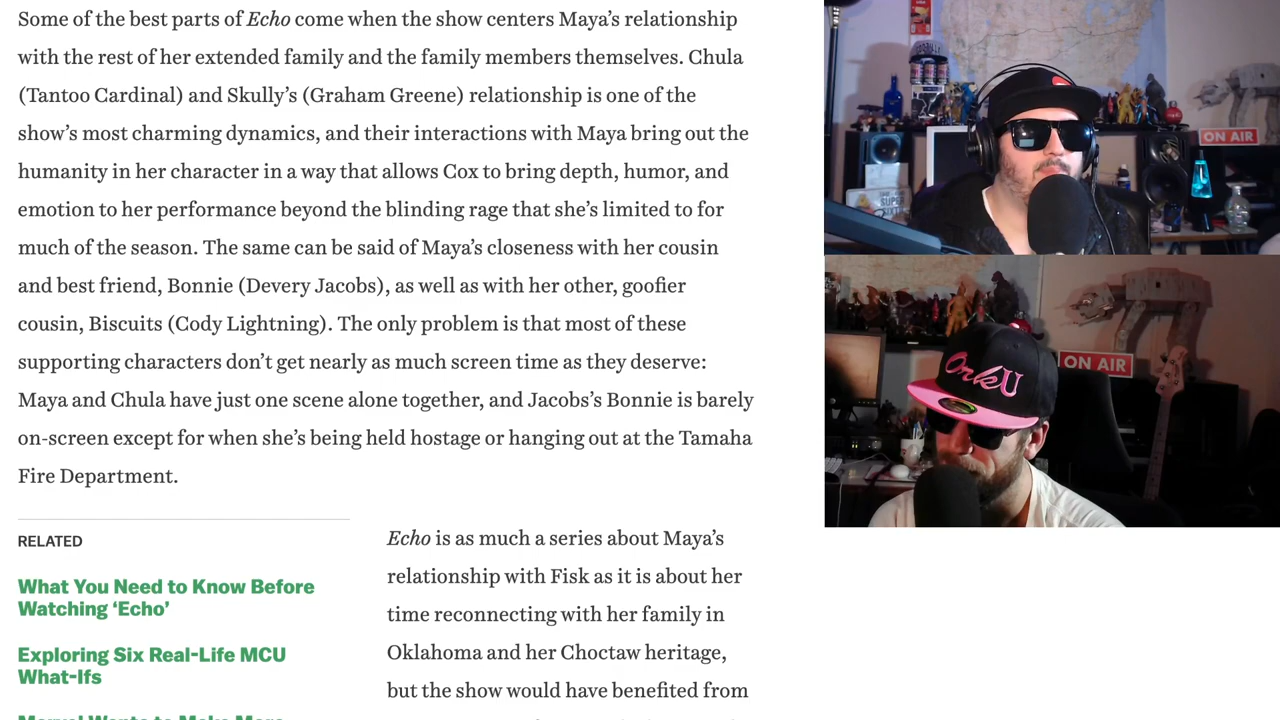 Some of the best parts of Echo come when the show centers Maya’s relationship
with the rest of her extended family and the family members themselves. Chula
(Tantoo Cardinal) and Skully’s (Graham Greene) relationship is one of the
show’s most charming dynamics, and their interactions with Maya bring out the
humanity in her character in a way that allows Cox to bring depth, humor, and
emotion to her performance beyond the blinding rage that she’s limited to for
much of the season. The same can be said of Maya’s closeness with her cousin
and best friend, Bonnie (Devery Jacobs), as well as with her other, goofier
cousin, Biscuits (Cody Lightning). The only problem is that most of these
supporting characters don’t get nearly as much screen time as they deserve:
Maya and Chula have just one scene alone together, and Jacobs’s Bonnie is barely
on-screen except for when she’s being held hostage or hanging out at the Tamaha
Fire Department.
RELATED
What You Need to Know Before
Watching ‘Echo’
Exploring Six Real-Life MCU
What-Ifs
Echo is as much a series about Maya’s
relationship with Fisk as it is about her
time reconnecting with her family in
Oklahoma and her Choctaw heritage,
but the show would have benefited from
ON AIR
SUPER
ON AIR
OrkU